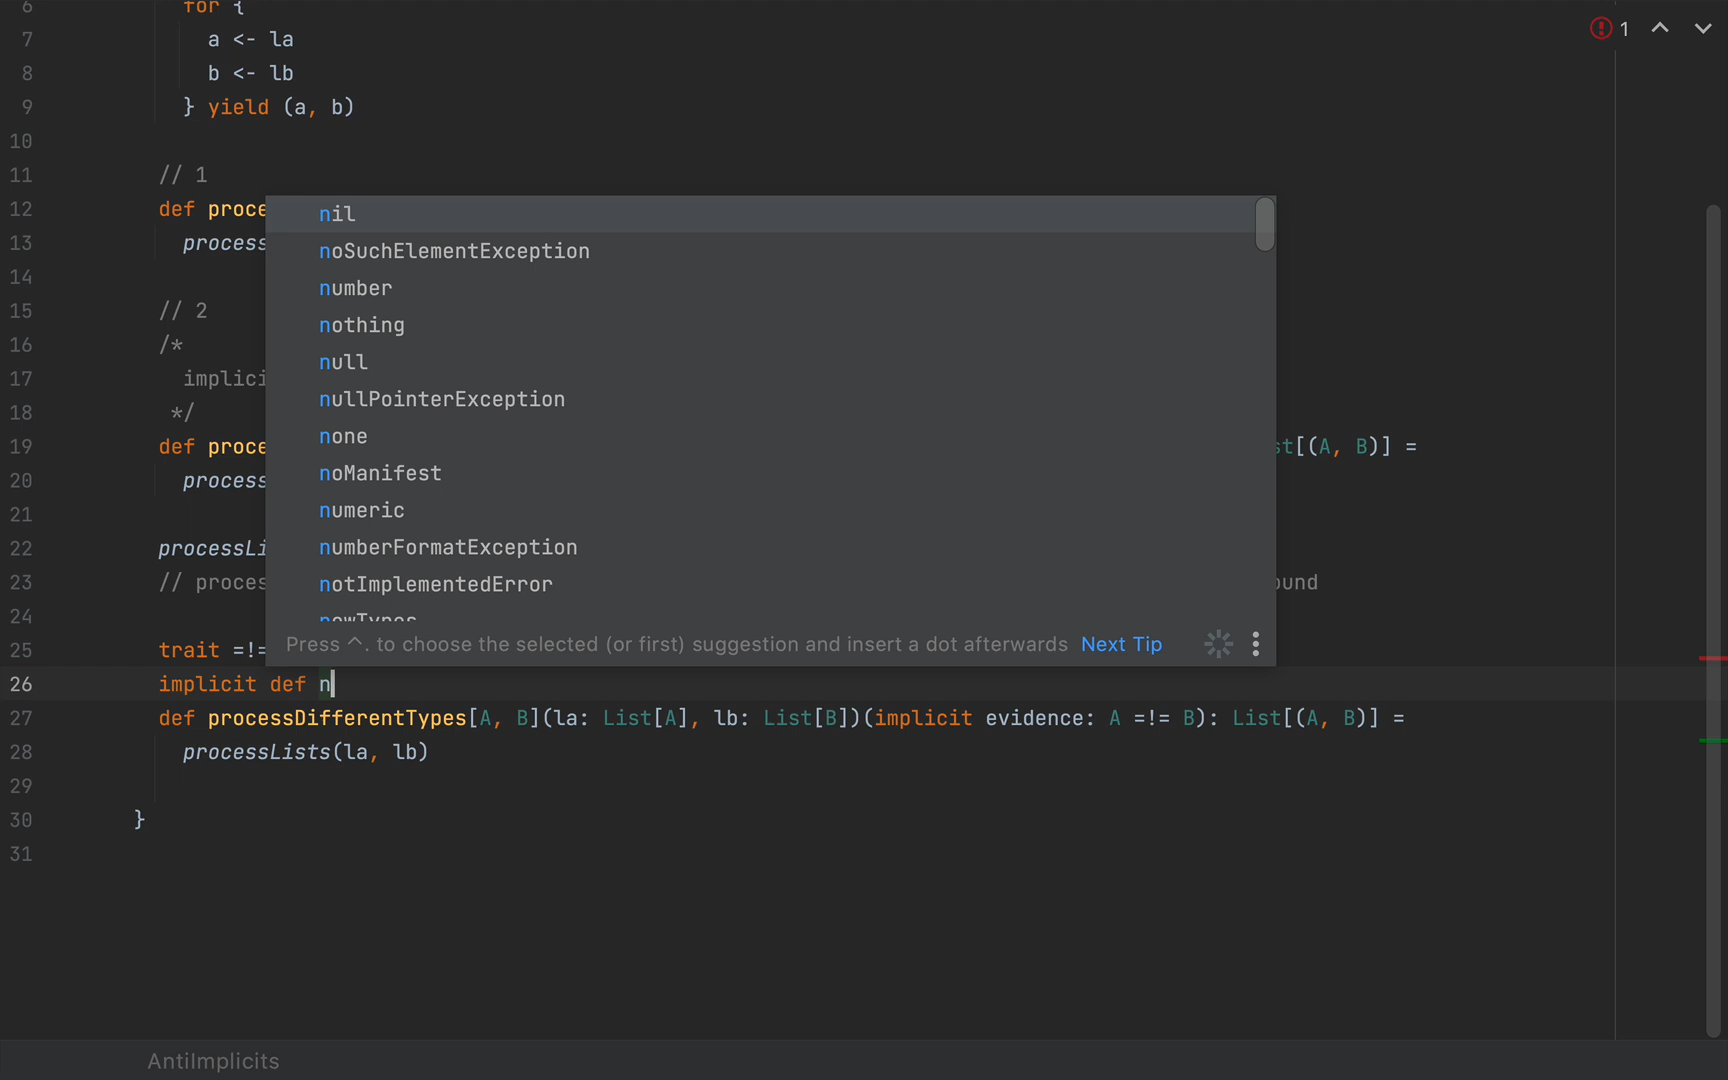 6 for {
7 a <- la
8 b <- lb
9 } yield (a, b)
10
11 // 1
12 def proce
13 process
14
15 // 2
16 /*
17 implici
18 */
19 def proce st[(A, B)] =
20 process
21
22 processLi
23 // proces ound
24
25 trait =!=
26 implicit def n
27 def processDifferentTypes[A, B](la: List[A], lb: List[B])(implicit evidence: A =!= B): List[(A, B)] =
28 processLists(la, lb)
29
30 }
31
1
nil
noSuchElementException
number
nothing
null
nullPointerException
none
noManifest
numeric
numberFormatException
notImplementedError
newTypes
Press ^. to choose the selected (or first) suggestion and insert a dot afterwards Next Tip
AntiImplicits